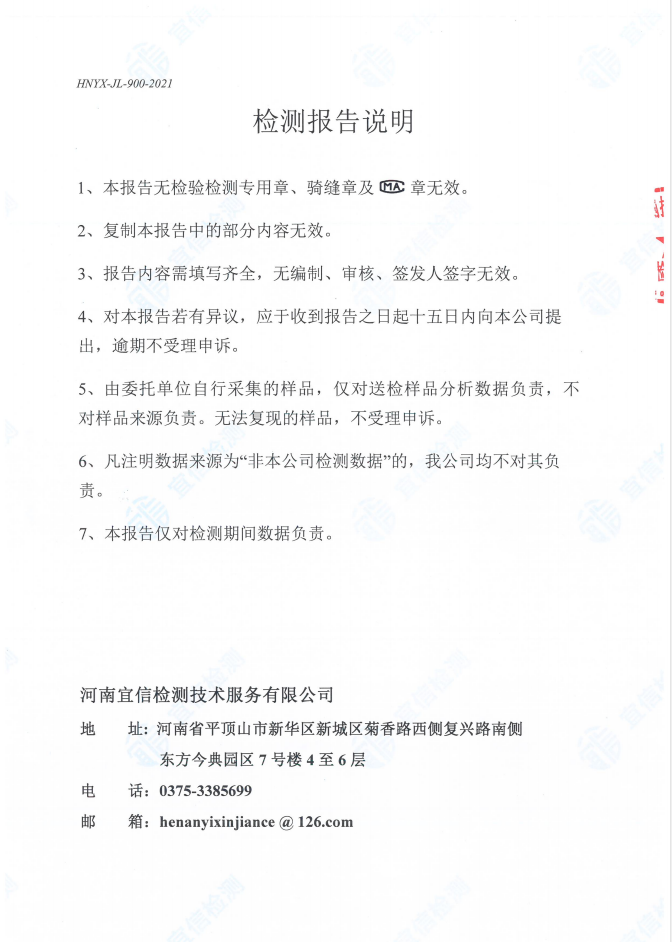 HNYX-JL-900-2021
检测报告说明
1、本报告无检验检测专用章、骑缝章及 MA 章无效。
2、复制本报告中的部分内容无效。
3、报告内容需填写齐全，无编制、审核、签发人签字无效。
4、对本报告若有异议，应于收到报告之日起十五日内向本公司提
出，逾期不受理申诉。
5、由委托单位自行采集的样品，仅对送检样品分析数据负责，不
对样品来源负责。无法复现的样品，不受理申诉。
6、凡注明数据来源为“非本公司检测数据”的，我公司均不对其负
责。
7、本报告仅对检测期间数据负责。
河南宜信检测技术服务有限公司
地 址：河南省平顶山市新华区新城区菊香路西侧复兴路南侧
东方今典园区 7 号楼 4 至 6 层
电 话：0375-3385699
邮 箱：henanyixinjiance @ 126.com
宜信检测